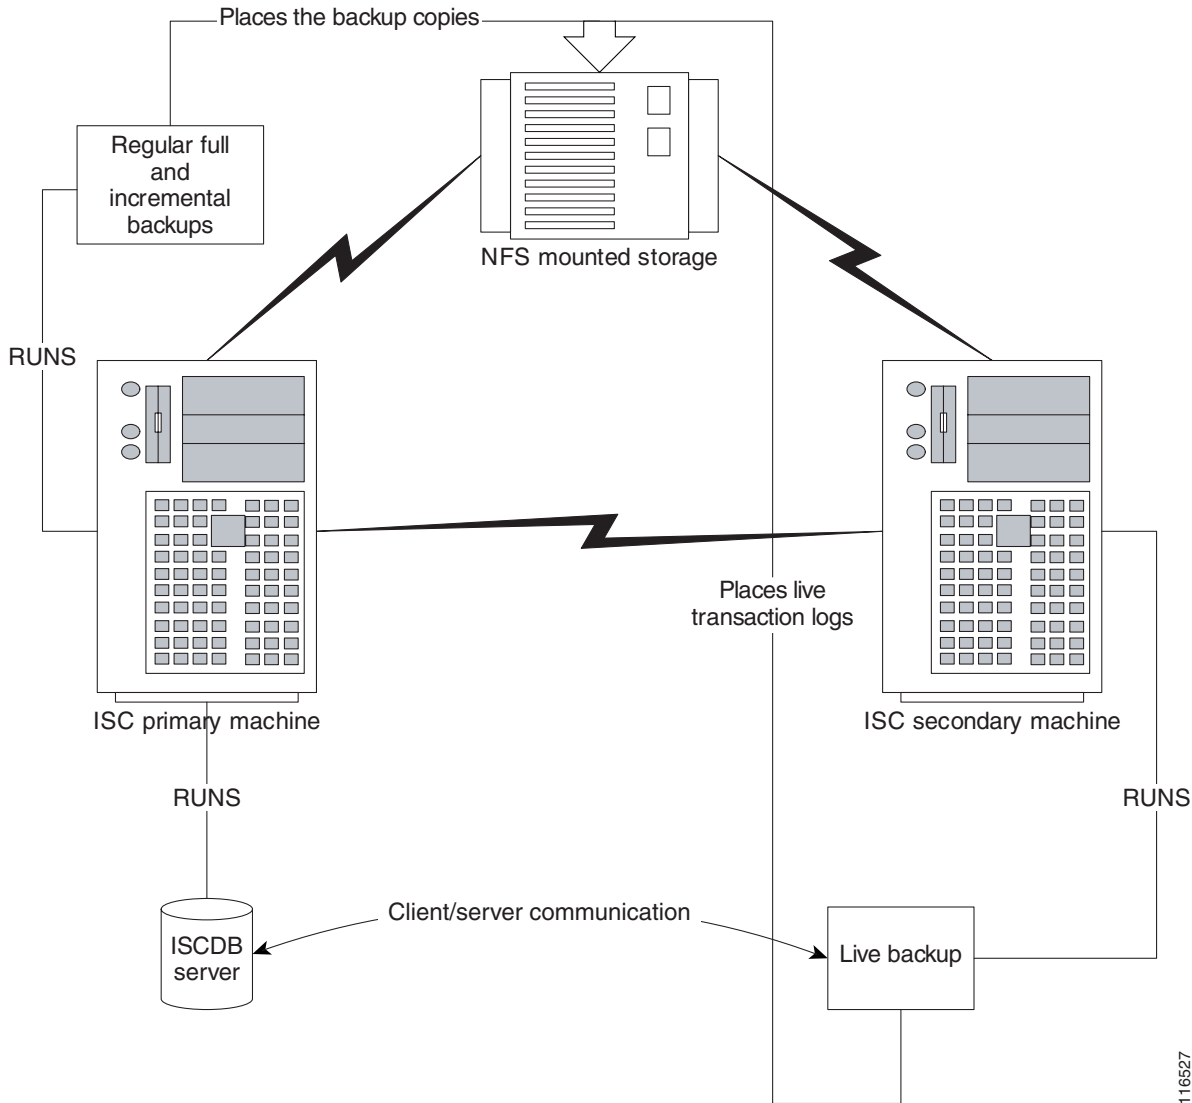 Places the backup copies
Regular full
and
incremental
backups
NFS mounted storage
RUNS
Places live
transaction logs
ISC primary machine
ISC secondary machine
RUNS
RUNS
Client/server communication
ISCDB
server
Live backup
116527